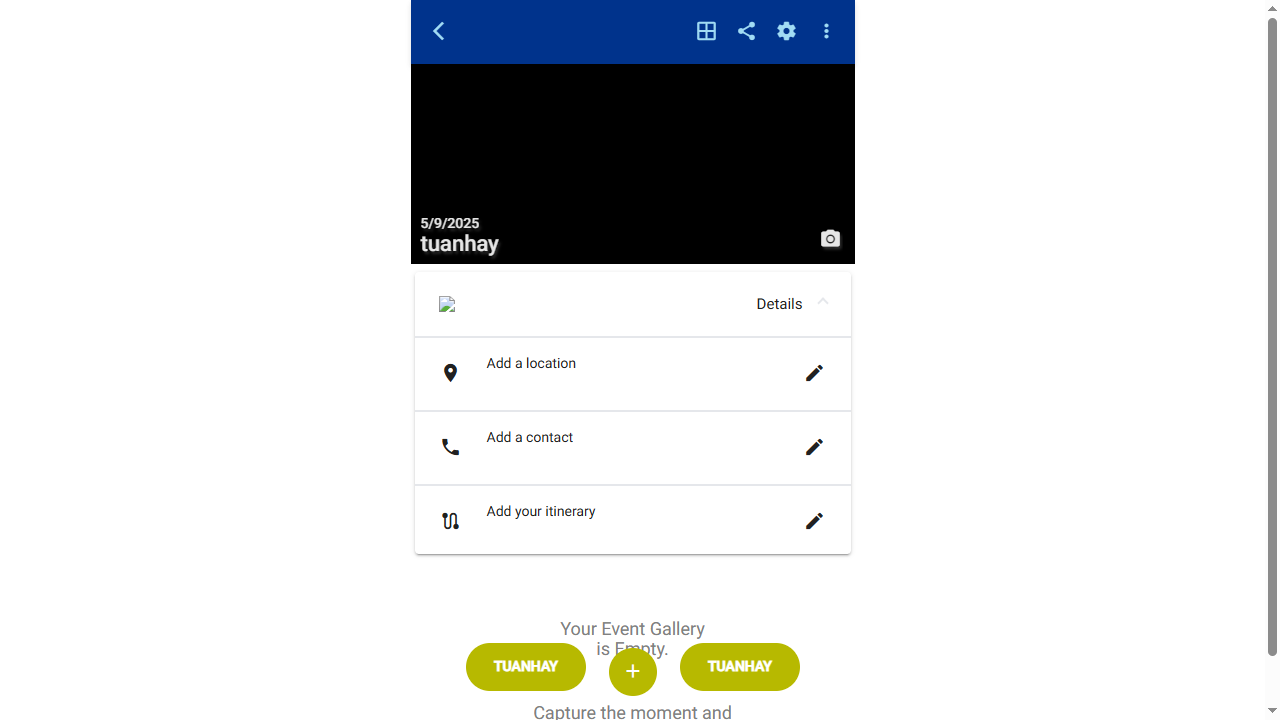 5/9/2025
tuanhay
Details
Add a location
Add a contact
Add your itinerary
Your Event Gallery
is Empty.
TUANHAY
+
TUANHAY
Capture the moment and